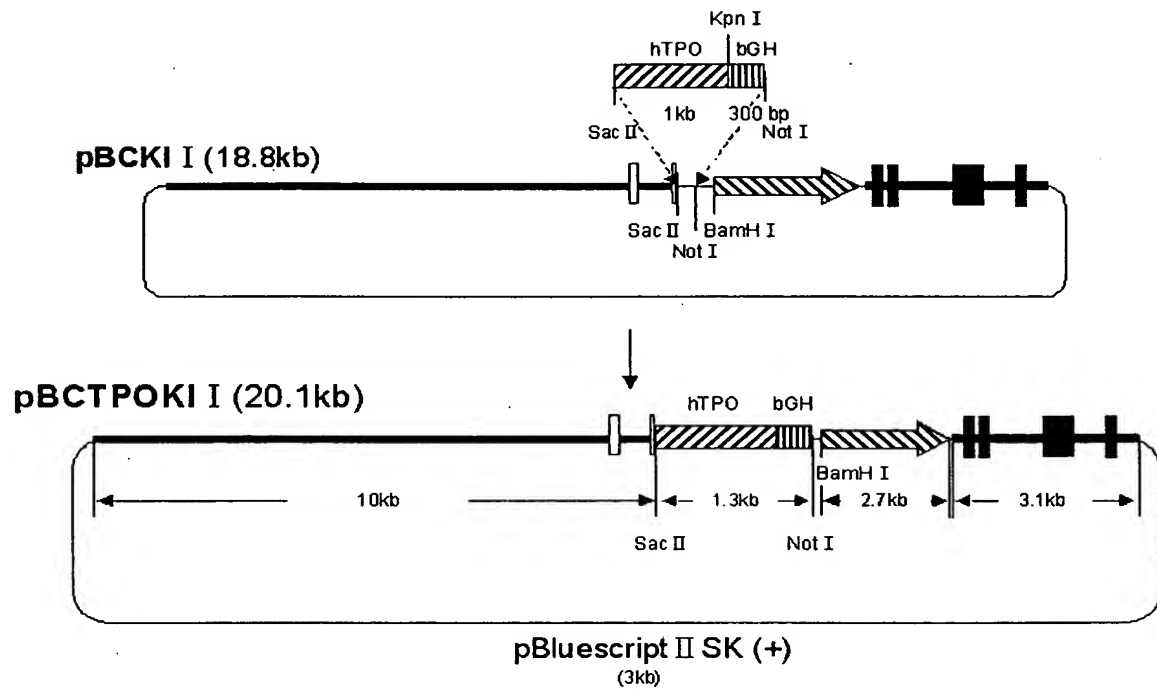 Kpn I
hTPO bGH
1kb 300 bp
Sac II Not I
pBCKI I (18.8kb)
Sac II BamH I
Not I
pBCTPOKI I (20.1kb)
hTPO bGH
BamH I
10kb 1.3kb 2.7kb 3.1kb
Sac II Not I
pBluescript II SK (+)
(3kb)